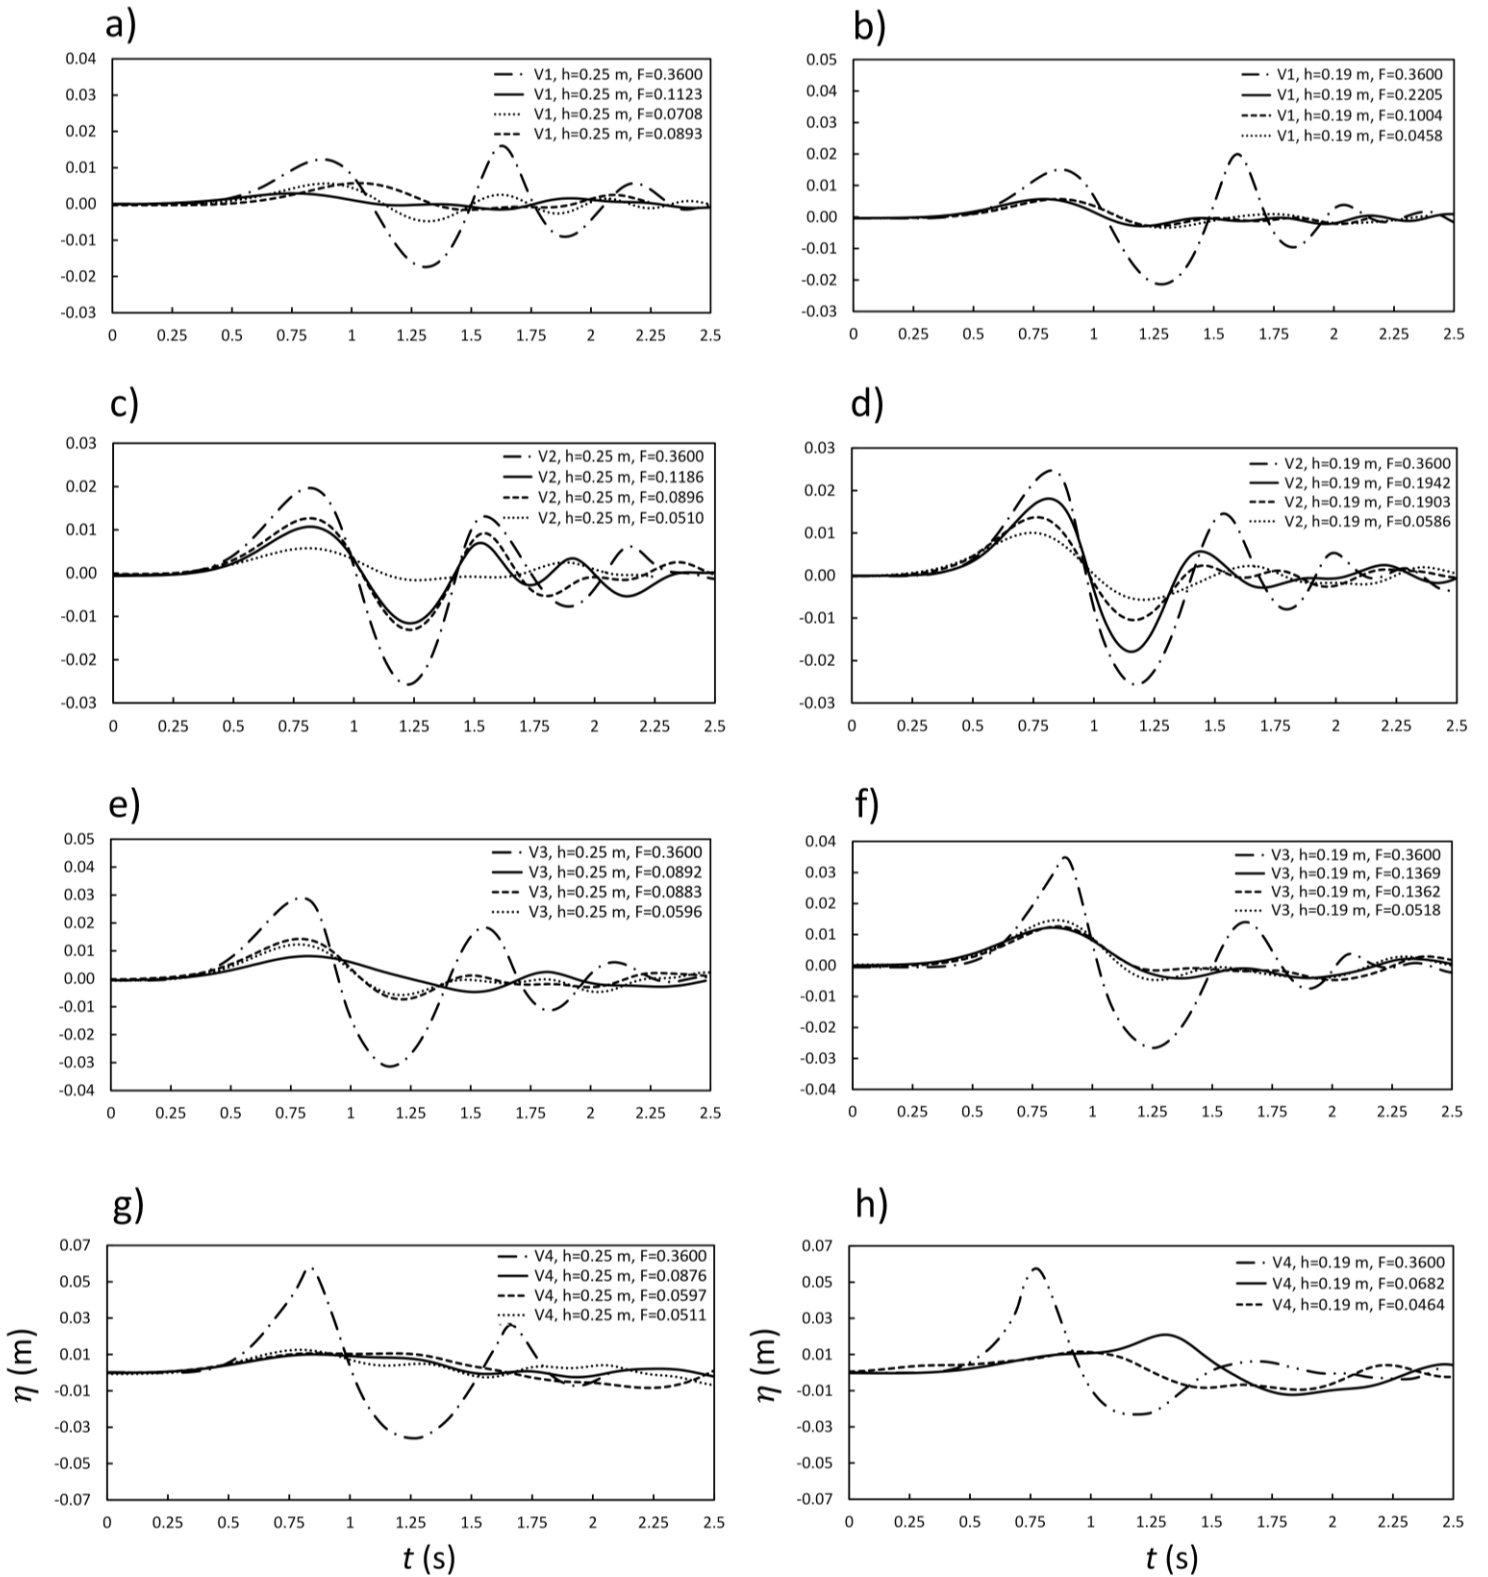 a)
0.04
0.03
0.02
0.01
0.00
-0.01
-0.02
-0.03
V1, h=0.25 m, F=0.3600
V1, h=0.25 m, F=0.1123
V1, h=0.25 m, F=0.0708
V1, h=0.25 m, F=0.0893
0 0.25 0.5 0.75 1 1.25 1.5 1.75 2 2.25 2.5
b)
0.05
0.04
0.03
0.02
0.01
0.00
-0.01
-0.02
-0.03
V1, h=0.19 m, F=0.3600
V1, h=0.19 m, F=0.2205
V1, h=0.19 m, F=0.1004
V1, h=0.19 m, F=0.0458
0 0.25 0.5 0.75 1 1.25 1.5 1.75 2 2.25 2.5
c)
0.03
0.02
0.01
0.00
-0.01
-0.02
-0.03
V2, h=0.25 m, F=0.3600
V2, h=0.25 m, F=0.1186
V2, h=0.25 m, F=0.0896
V2, h=0.25 m, F=0.0510
0 0.25 0.5 0.75 1 1.25 1.5 1.75 2 2.25 2.5
d)
0.03
0.02
0.01
0.00
-0.01
-0.02
-0.03
V2, h=0.19 m, F=0.3600
V2, h=0.19 m, F=0.1942
V2, h=0.19 m, F=0.1903
V2, h=0.19 m, F=0.0586
0 0.25 0.5 0.75 1 1.25 1.5 1.75 2 2.25 2.5
e)
0.05
0.04
0.03
0.02
0.01
0.00
-0.01
-0.02
-0.03
-0.04
V3, h=0.25 m, F=0.3600
V3, h=0.25 m, F=0.0892
V3, h=0.25 m, F=0.0883
V3, h=0.25 m, F=0.0596
0 0.25 0.5 0.75 1 1.25 1.5 1.75 2 2.25 2.5
f)
0.04
0.03
0.02
0.01
0.00
-0.01
-0.02
-0.03
-0.04
V3, h=0.19 m, F=0.3600
V3, h=0.19 m, F=0.1369
V3, h=0.19 m, F=0.1362
V3, h=0.19 m, F=0.0518
0 0.25 0.5 0.75 1 1.25 1.5 1.75 2 2.25 2.5
g)
η (m)
0.07
0.05
0.03
0.01
-0.01
-0.03
-0.05
-0.07
V4, h=0.25 m, F=0.3600
V4, h=0.25 m, F=0.0876
V4, h=0.25 m, F=0.0597
V4, h=0.25 m, F=0.0511
0 0.25 0.5 0.75 1 1.25 1.5 1.75 2 2.25 2.5
t (s)
h)
η (m)
0.07
0.05
0.03
0.01
-0.01
-0.03
-0.05
-0.07
V4, h=0.19 m, F=0.3600
V4, h=0.19 m, F=0.0682
V4, h=0.19 m, F=0.0464
0 0.25 0.5 0.75 1 1.25 1.5 1.75 2 2.25 2.5
t (s)